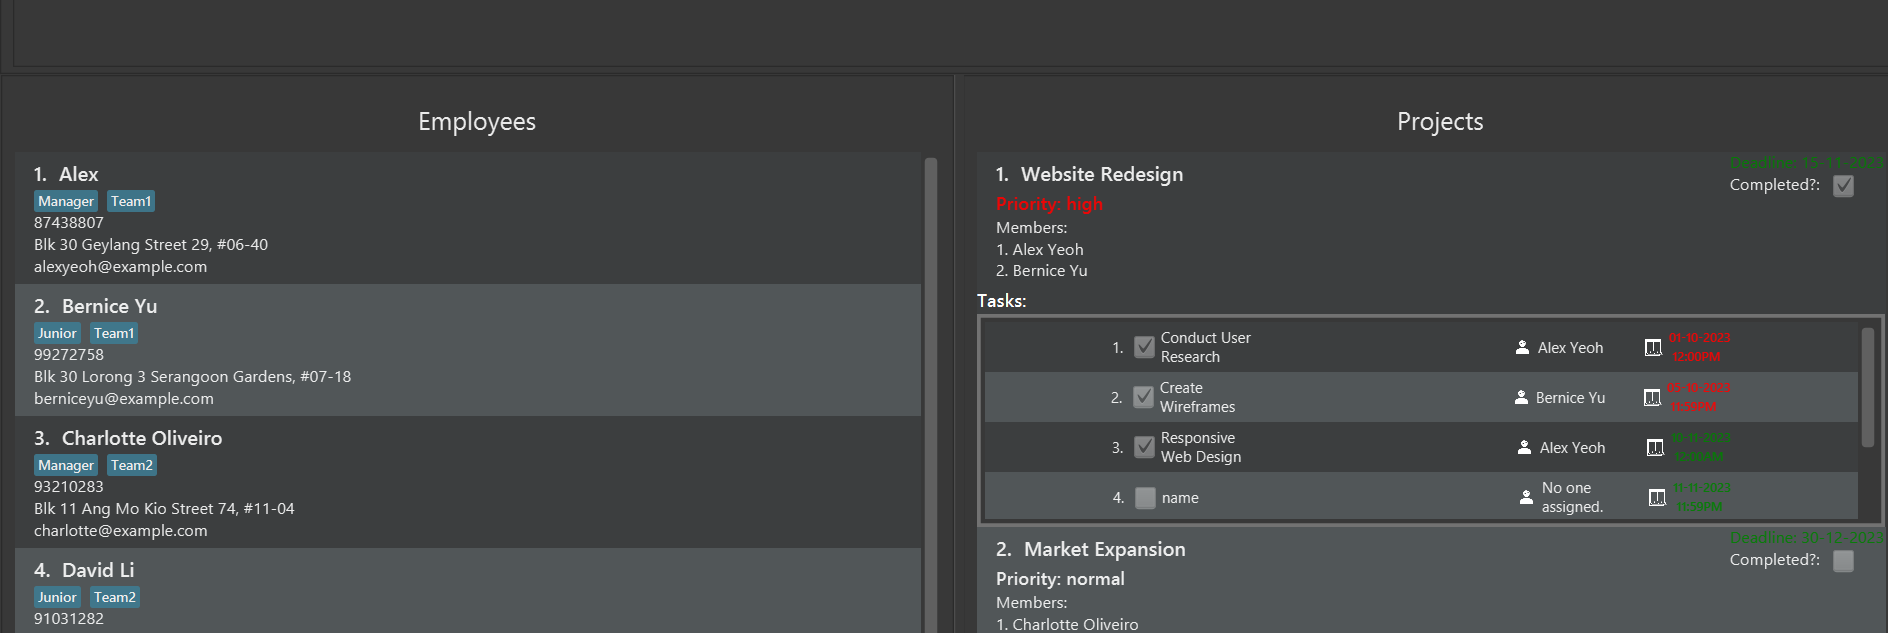 Employees
1. Alex
Manager Team1
87438807
Blk 30 Geylang Street 29, #06-40
alexyeoh@example.com
2. Bernice Yu
Junior Team1
99272758
Blk 30 Lorong 3 Serangoon Gardens, #07-18
berniceyu@example.com
3. Charlotte Oliveiro
Manager Team2
93210283
Blk 11 Ang Mo Kio Street 74, #11-04
charlotte@example.com
4. David Li
Junior Team2
91031282
Projects
1. Website Redesign
Deadline: 15-11-2023
Completed?:
Priority: high
Members:
1. Alex Yeoh
2. Bernice Yu
Tasks:
1. Conduct User
Research
Alex Yeoh
01-10-2023
12:00PM
2. Create
Wireframes
Bernice Yu
05-10-2023
11:59PM
3. Responsive
Web Design
Alex Yeoh
10-11-2023
12:00AM
4. name
No one
assigned.
11-11-2023
11:59PM
2. Market Expansion
Deadline: 30-12-2023
Completed?:
Priority: normal
Members:
1. Charlotte Oliveiro